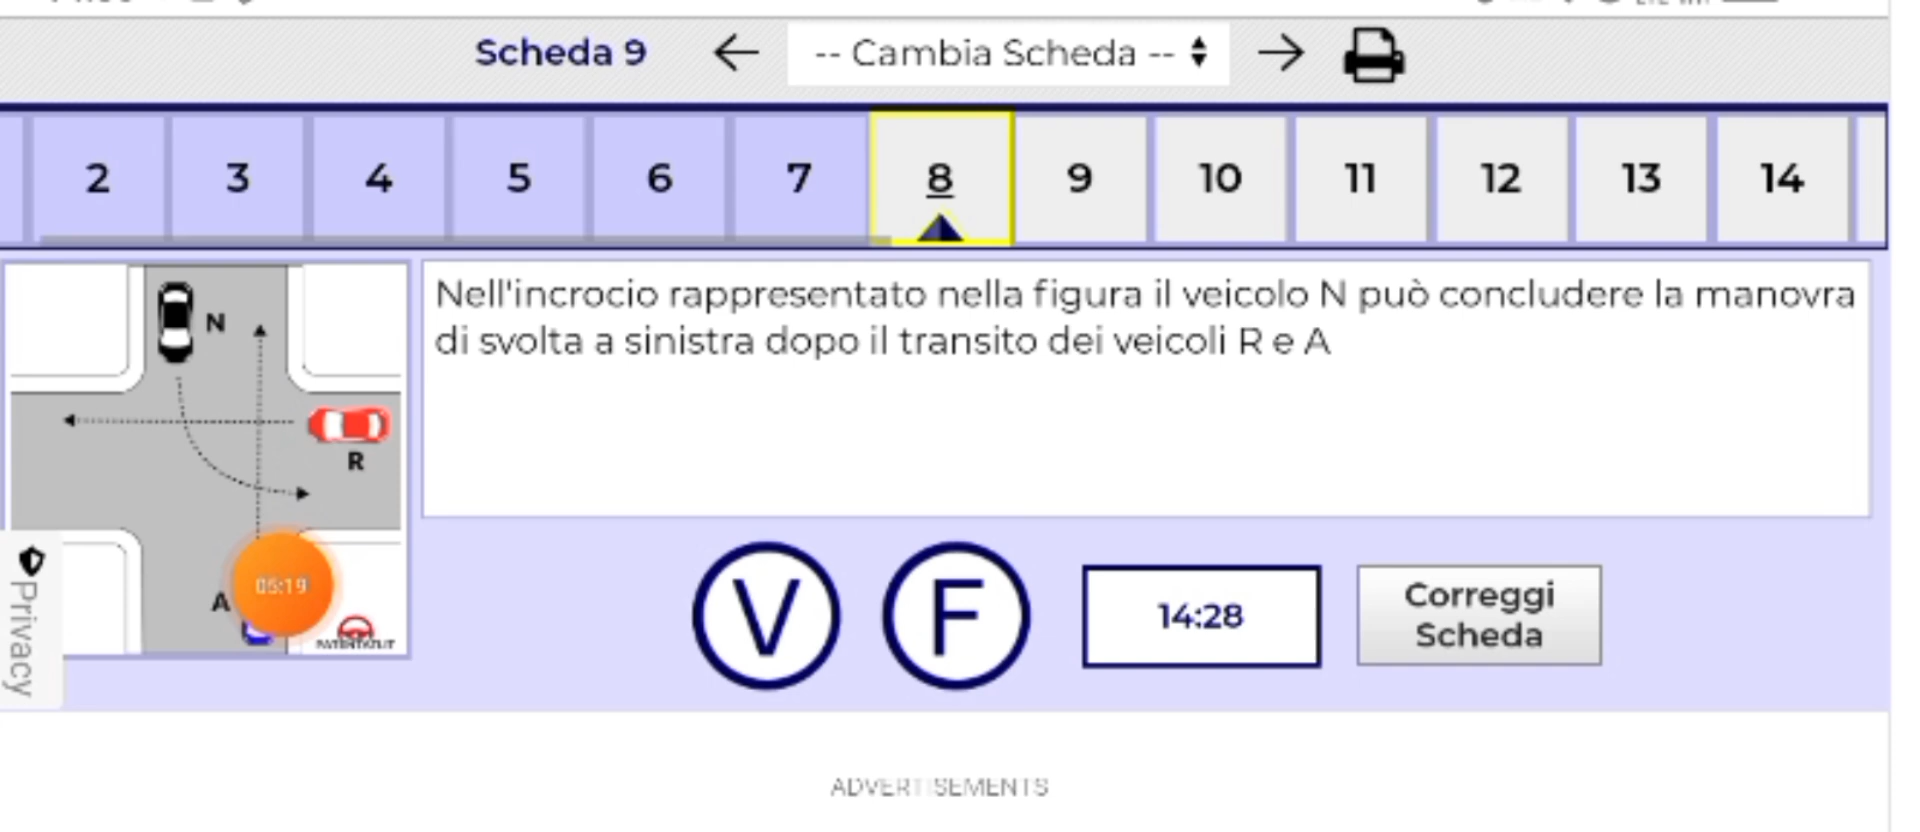 Scheda 9
-- Cambia Scheda --
2 3 4 5 6 7 8 9 10 11 12 13 14
Nell'incrocio rappresentato nella figura il veicolo N può concludere la manovra
di svolta a sinistra dopo il transito dei veicoli R e A
N
R
A
05:19
Privacy
V F 14:28 Correggi
Scheda
ADVERTISEMENTS